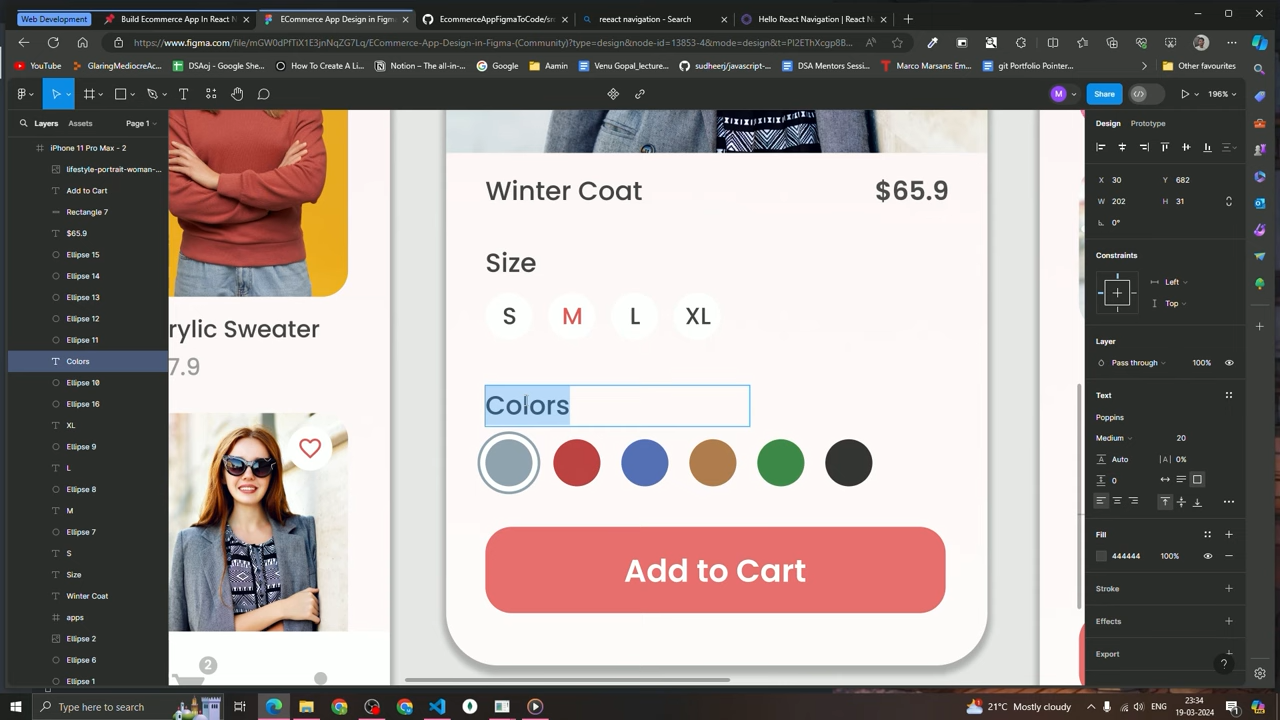 Web Development
Build Ecommerce App In React N
ECommerce App Design in Figm
EcommerceAppFigmaToCode/sr
reeact navigation - Search
Hello React Navigation | React N
https://www.figma.com/file/mGW0dPfTiX1E3jnNqZG7Lq/ECommerce-App-Design-in-Figma-(Community)?type=design&node-id=13853-4&mode=design&t=Pl2EThXcgp8B...
YouTube
GlaringMediocreAc...
DSAoj - Google She...
How To Create A Li...
Notion – The all-in-...
Google
Aamin
Venu Gopal_lecture...
sudheerj/javascript-...
DSA Mentors Sessi...
Marco Marsans: Em...
git Portfolio Pointer...
Other favourites
M
Share
196%
Layers
Assets
Page 1
Design
Prototype
iPhone 11 Pro Max - 2
lifestyle-portrait-woman-...
Add to Cart
Rectangle 7
$65.9
Ellipse 15
Ellipse 14
Ellipse 13
Ellipse 12
Ellipse 11
Colors
Ellipse 10
Ellipse 16
XL
Ellipse 9
L
Ellipse 8
M
Ellipse 7
S
Size
Winter Coat
apps
Ellipse 2
Ellipse 6
Ellipse 1
rylic Sweater
7.9
2
Winter Coat
$65.9
Size
S
M
L
XL
Colors
Add to Cart
X 30
Y 682
W 202
H 31
0°
Constraints
Left
Top
Layer
Pass through
100%
Text
Poppins
Medium
20
Auto
0%
0
Fill
444444
100%
Stroke
Effects
Export
?
Type here to search
21°C Mostly cloudy
ENG
23:34
19-03-2024